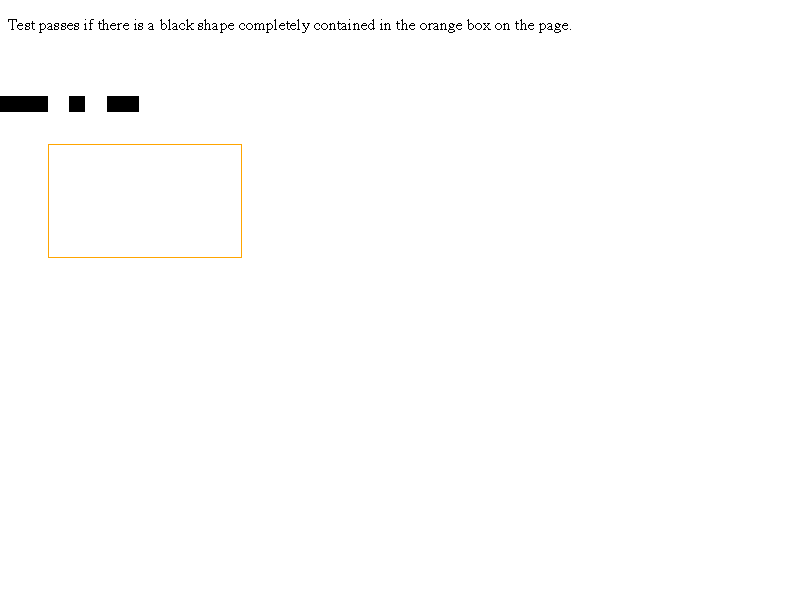 Test passes if there is a black shape completely contained in the orange box on the page.